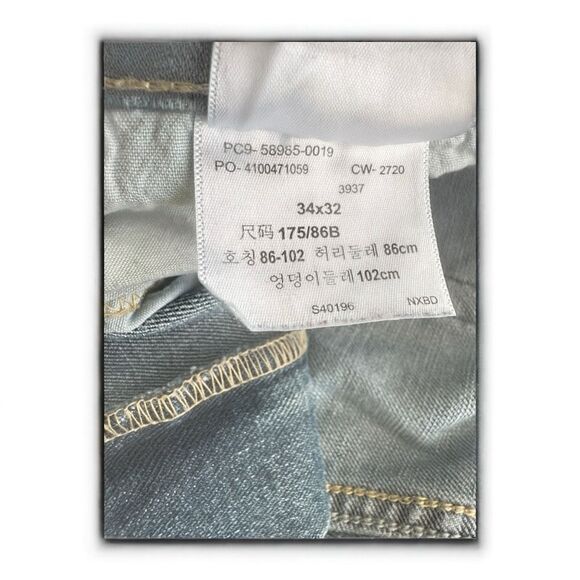 PC9- 58985-0019
PO- 4100471059 CW- 2720
3937
34x32
尺码 175/86B
호칭 86-102 허리둘레 86cm
엉덩이둘레 102cm
S40196 NXBD